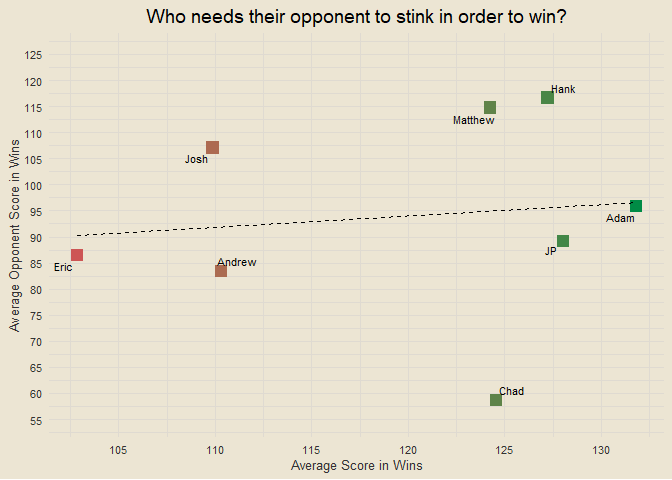 Who needs their opponent to stink in order to win?
125
120
115
110
105
100
95
90
85
80
75
70
65
60
55
Average Opponent Score in Wins
Hank
Matthew
Josh
Adam
JP
Eric
Andrew
Chad
105
110
115
120
125
130
Average Score in Wins